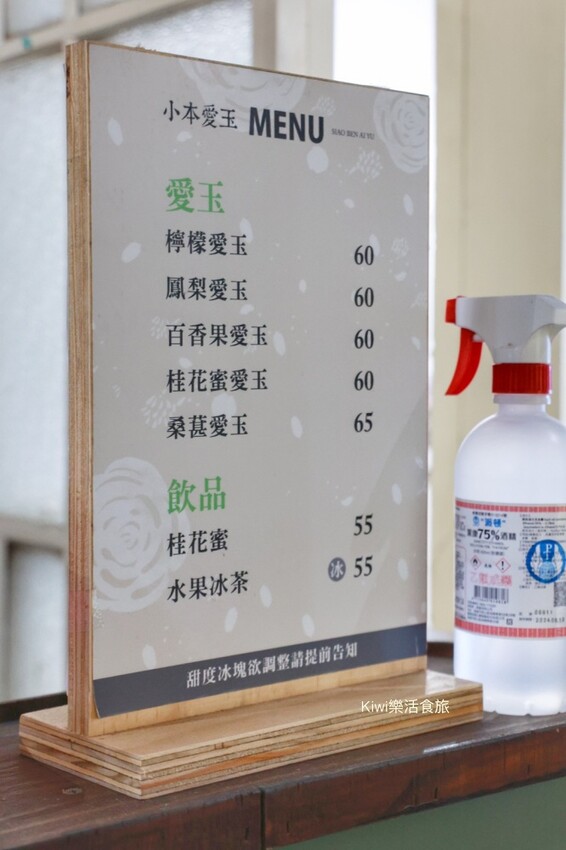 小本愛玉 MENU XIAO BEN AI YU
愛玉
檸檬愛玉 60
鳳梨愛玉 60
百香果愛玉 60
桂花蜜愛玉 60
桑葚愛玉 65
飲品
桂花蜜 55
水果冰茶 冰 55
甜度冰塊欲調整請提前告知
Kiwi樂活食旅
75%酒精